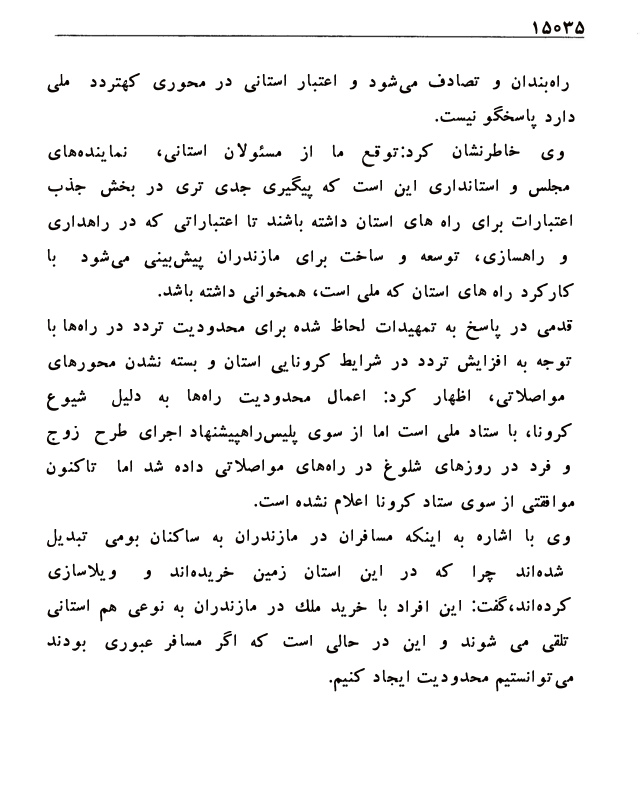 ۱۵۰۳۵
راه‌بندان و تصادف می‌شود و اعتبار استانی در محوری کهتردد ملی
دارد پاسخگو نیست.
وی خاطرنشان کرد:توقع ما از مسئولان استانی، نماینده‌های
مجلس و استانداری این است که پیگیری جدی تری در بخش جذب
اعتبارات برای راه های استان داشته باشند تا اعتباراتی که در راهداری
و راهسازی، توسعه و ساخت برای مازندران پیش‌بینی می‌شود با
کارکرد راه های استان که ملی است، همخوانی داشته باشد.
قدمی در پاسخ به تمهیدات لحاظ شده برای محدودیت تردد در راه‌ها با
توجه به افزایش تردد در شرایط کرونایی استان و بسته نشدن محورهای
مواصلاتی، اظهار کرد: اعمال محدودیت راه‌ها به دلیل شیوع
کرونا، با ستاد ملی است اما از سوی پلیس‌راهپیشنهاد اجرای طرح زوج
و فرد در روزهای شلوغ در راه‌های مواصلاتی داده شد اما تاکنون
موافقتی از سوی ستاد کرونا اعلام نشده است.
وی با اشاره به اینکه مسافران در مازندران به ساکنان بومی تبدیل
شده‌اند چرا که در این استان زمین خریده‌اند و ویلاسازی
کرده‌اند،گفت: این افراد با خرید ملك در مازندران به نوعی هم استانی
تلقی می شوند و این در حالی است که اگر مسافر عبوری بودند
می‌توانستیم محدودیت ایجاد کنیم.